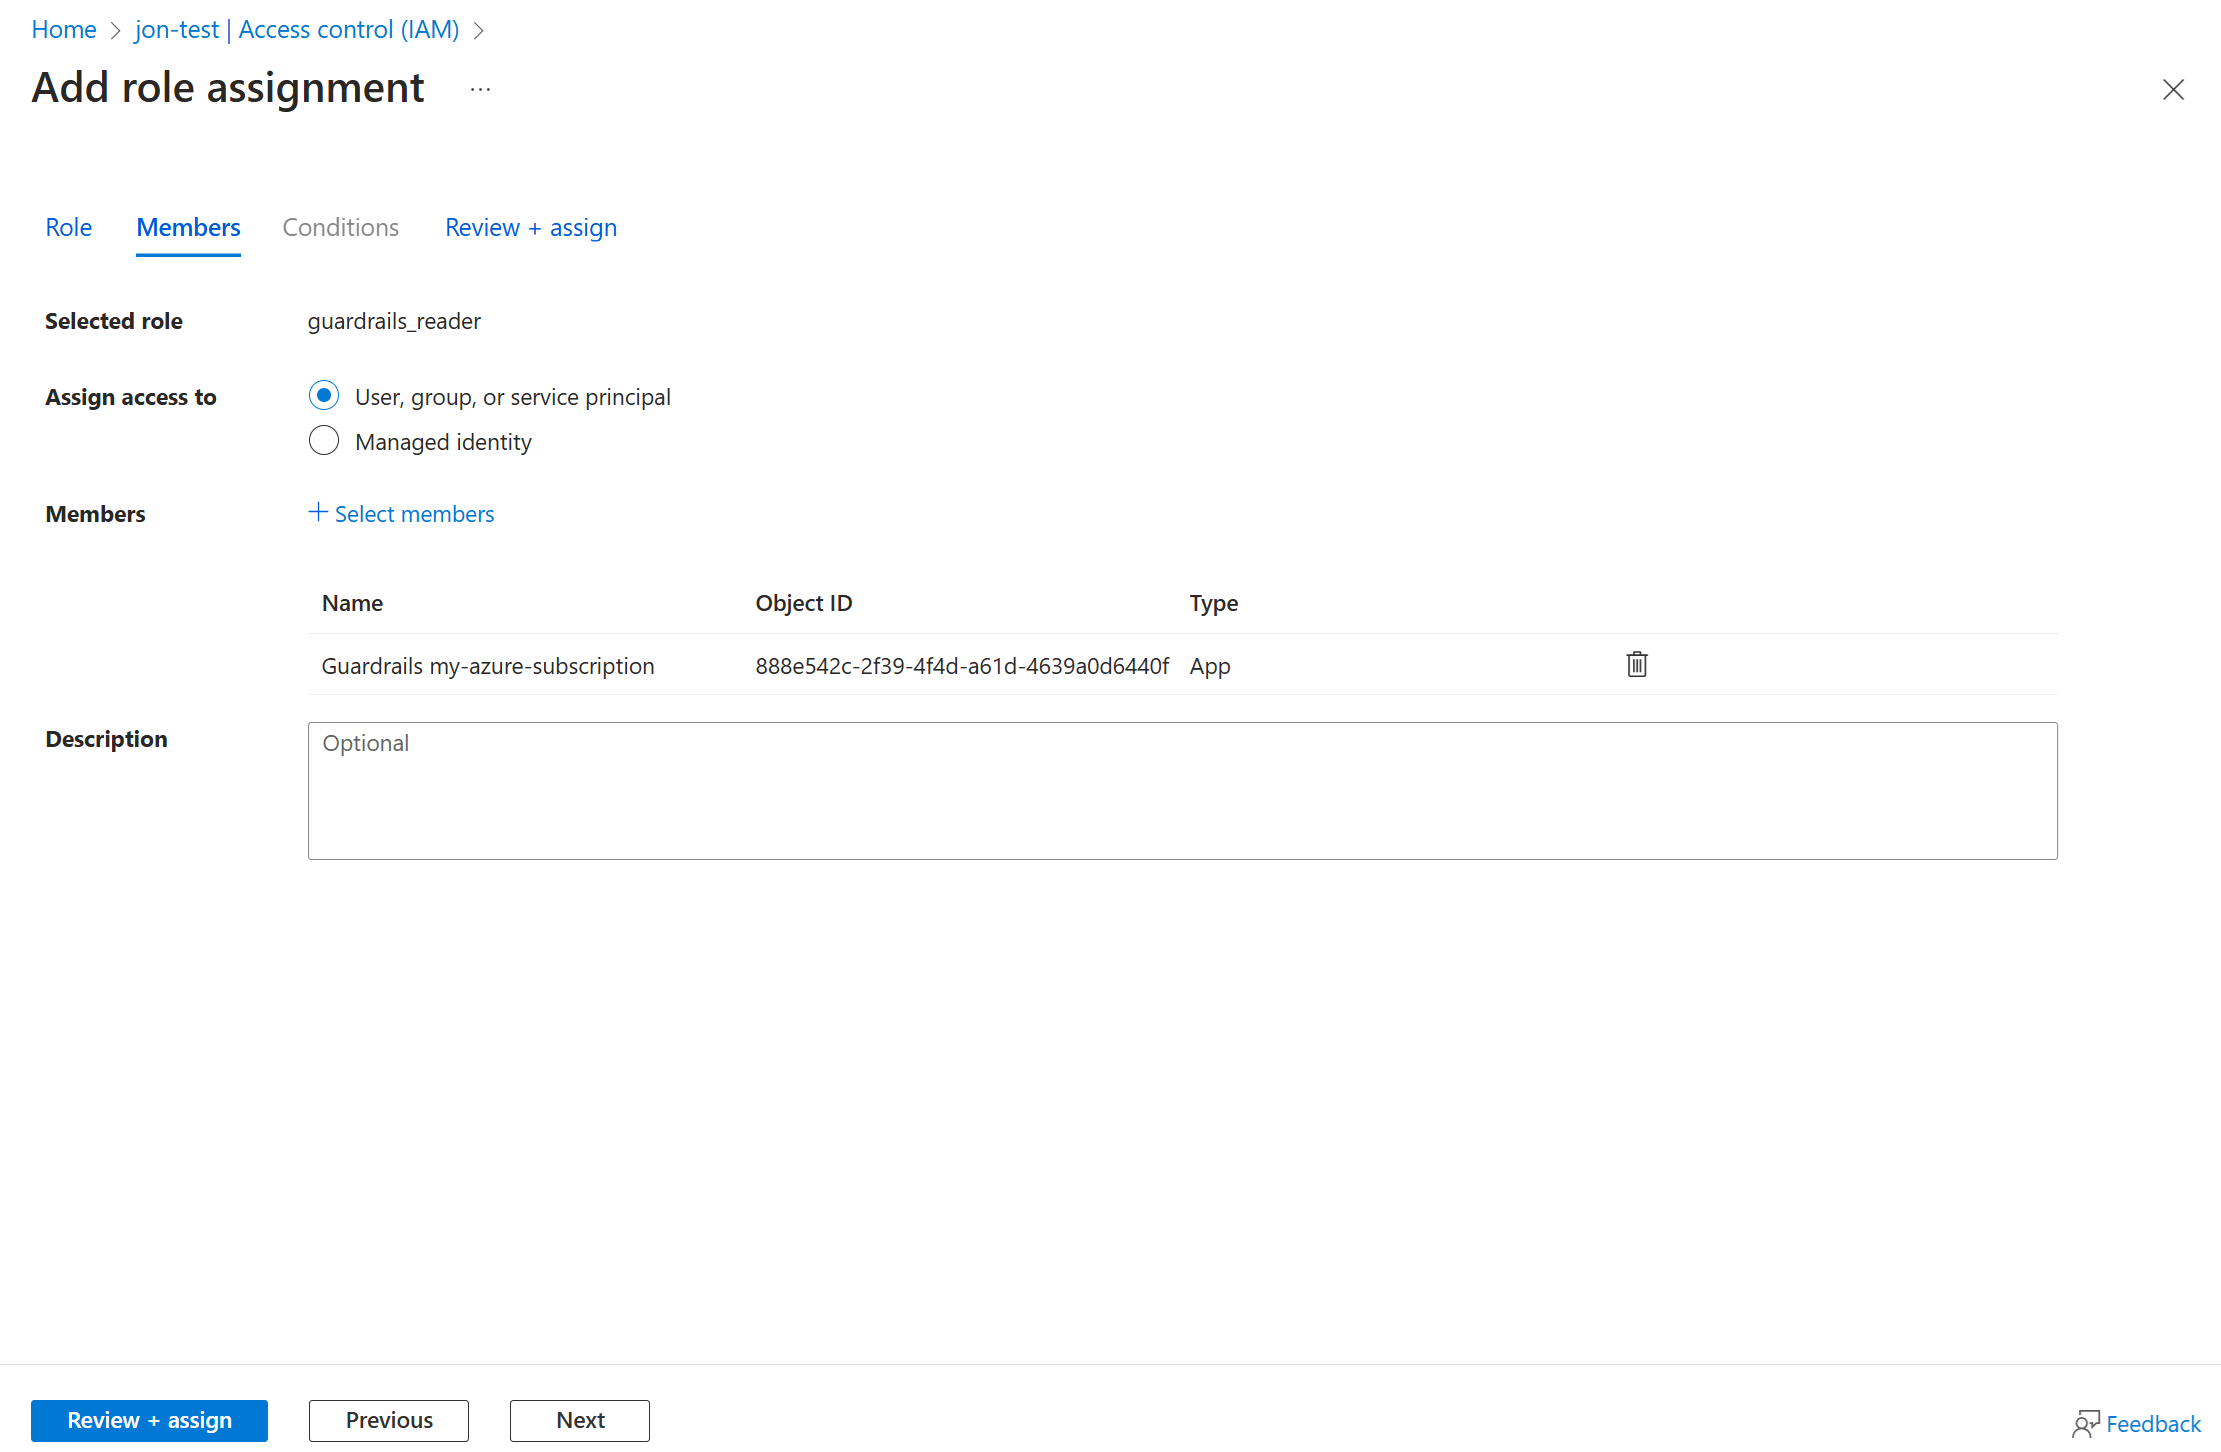 Home > jon-test | Access control (IAM) >
Add role assignment ...
Role Members Conditions Review + assign
Selected role guardrails_reader
Assign access to User, group, or service principal
Managed identity
Members + Select members
Name Object ID Type
Guardrails my-azure-subscription 888e542c-2f39-4f4d-a61d-4639a0d6440f App
Description Optional
Review + assign Previous Next Feedback